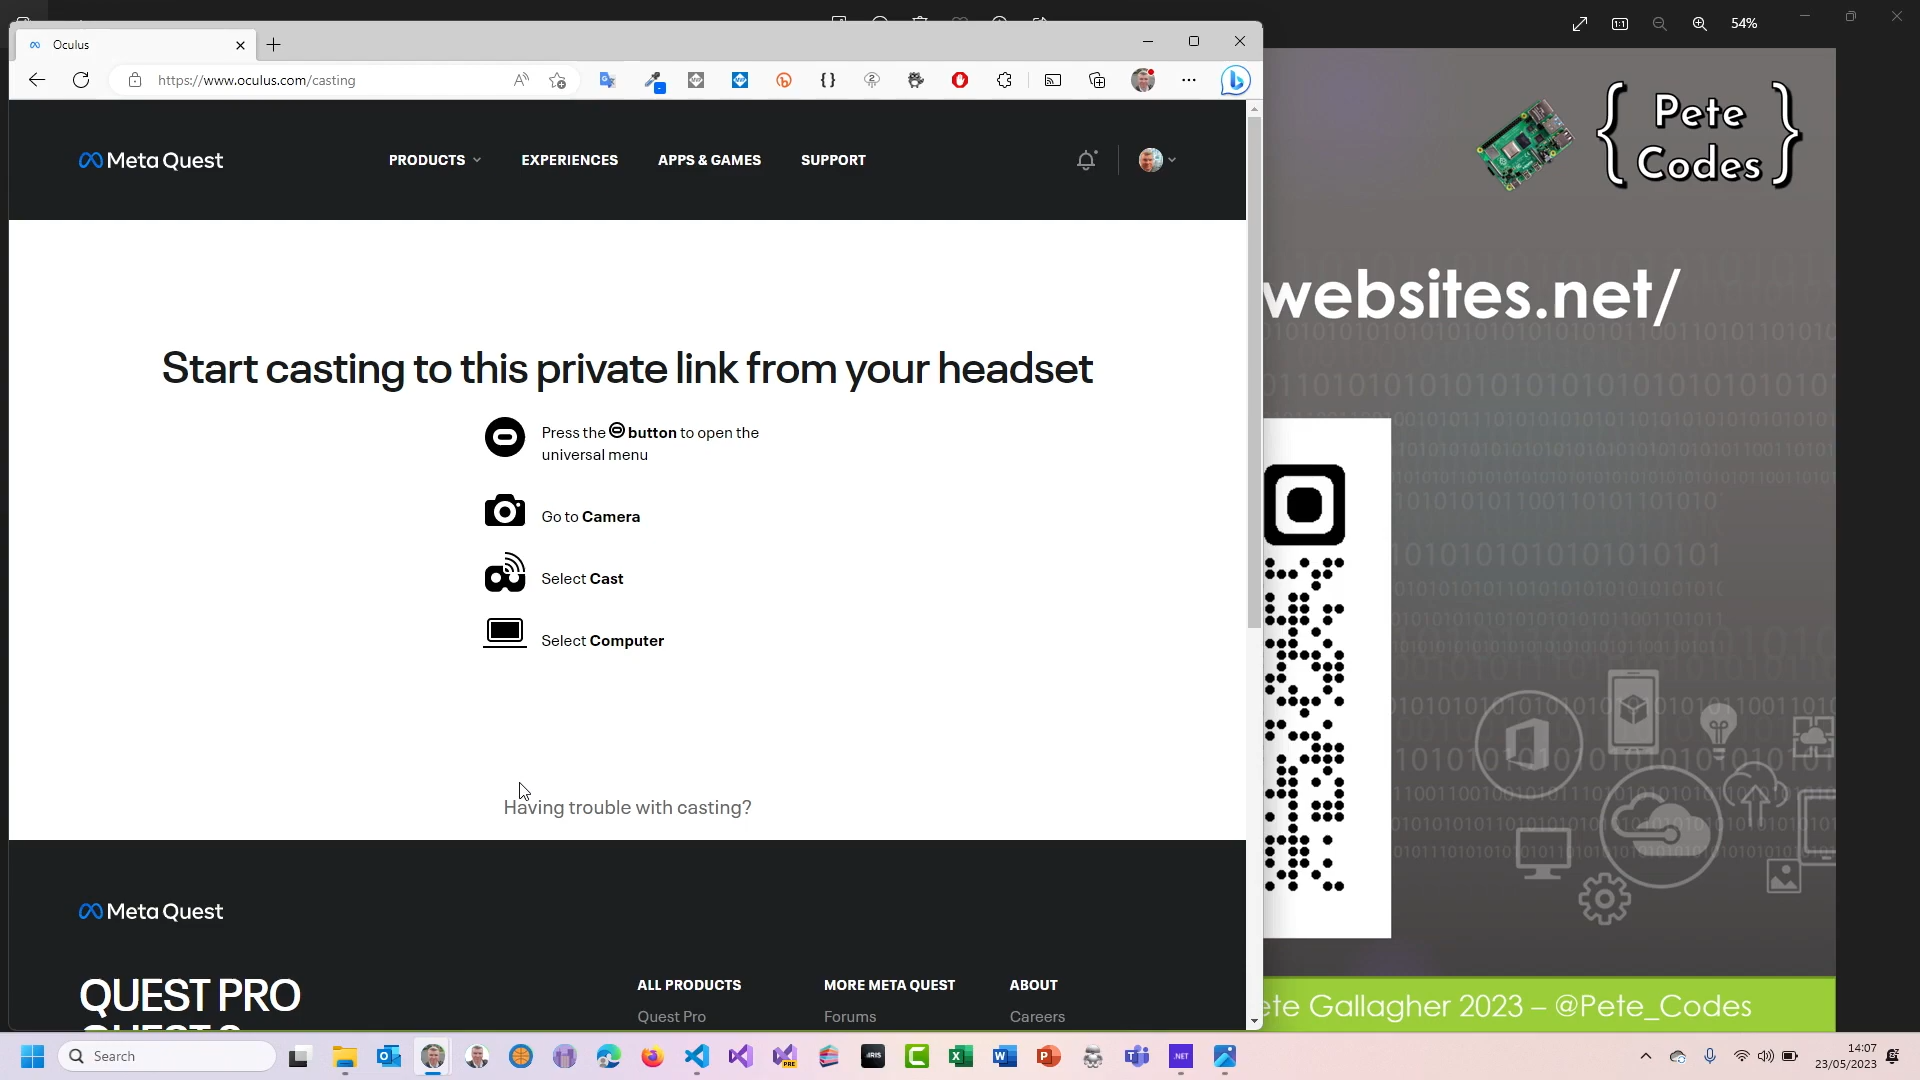 54%
Oculus
https://www.oculus.com/casting
Meta Quest
PRODUCTS
EXPERIENCES
APPS & GAMES
SUPPORT
Start casting to this private link from your headset
Press the button to open the
universal menu
Go to Camera
Select Cast
Select Computer
Having trouble with casting?
Meta Quest
QUEST PRO
ALL PRODUCTS
MORE META QUEST
ABOUT
Quest Pro
Forums
Careers
{ Pete
Codes }
websites.net/
Gallagher 2023 – @Pete_Codes
Search
14:07
23/05/2023